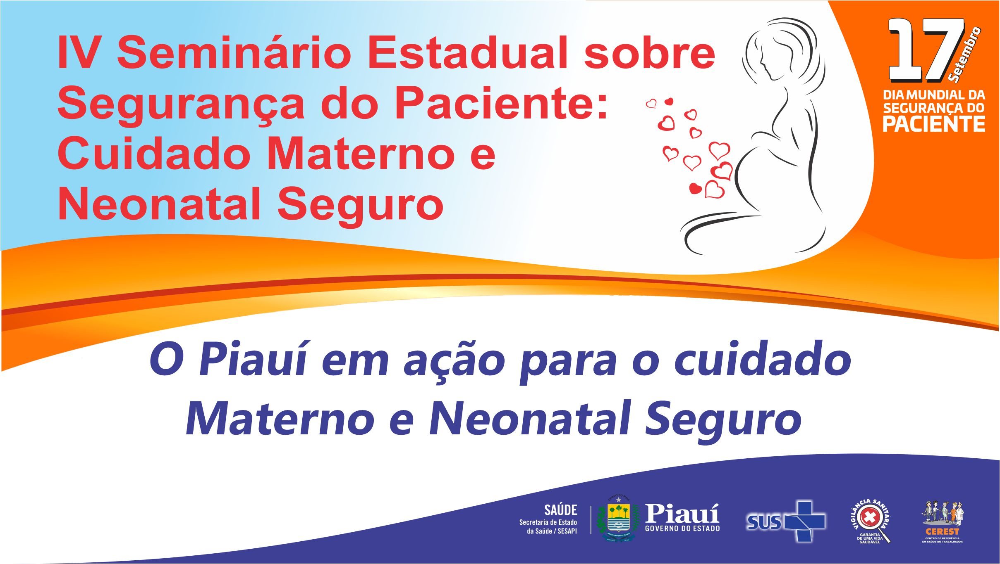 IV Seminário Estadual sobre
Segurança do Paciente:
Cuidado Materno e
Neonatal Seguro
17
Setembro
DIA MUNDIAL DA
SEGURANÇA DO
PACIENTE
O Piauí em ação para o cuidado
Materno e Neonatal Seguro
SAÚDE
Secretaria de Estado
da Saúde / SESAPI
ESTADO DO PIAUÍ
Piauí
GOVERNO DO ESTADO
SUS
VIGILÂNCIA SANITÁRIA
GARANTIA
DE UMA VIDA
SAUDÁVEL
CEREST
CENTRO DE REFERÊNCIA
EM SAÚDE DO TRABALHADOR